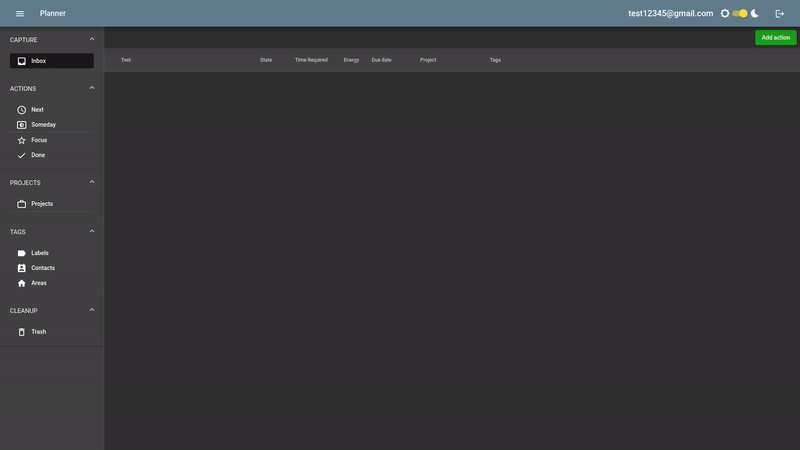 Planner
test12345@gmail.com
CAPTURE
Inbox
ACTIONS
Next
Someday
Focus
Done
PROJECTS
Projects
TAGS
Labels
Contacts
Areas
CLEANUP
Trash
Add action
Text State Time Required Energy Due date Project Tags